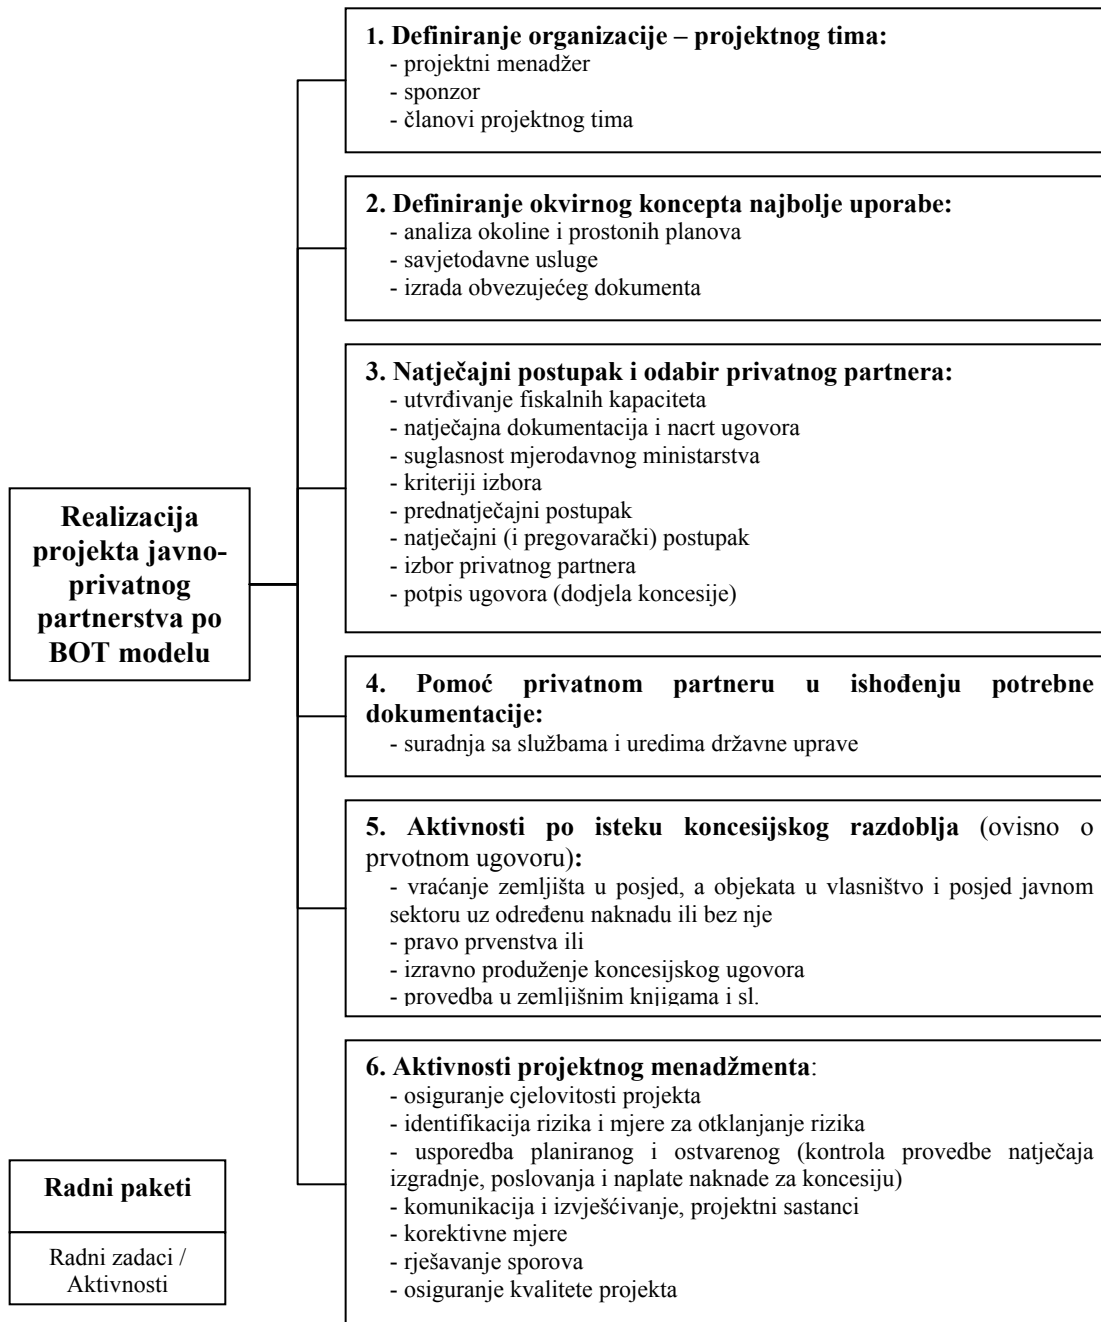 1. Definiranje organizacije – projektnog tima:
- projektni menadžer
- sponzor
- članovi projektnog tima
2. Definiranje okvirnog koncepta najbolje uporabe:
- analiza okoline i prostonih planova
- savjetodavne usluge
- izrada obvezujećeg dokumenta
3. Natječajni postupak i odabir privatnog partnera:
- utvrđivanje fiskalnih kapaciteta
- natječajna dokumentacija i nacrt ugovora
- suglasnost mjerodavnog ministarstva
- kriteriji izbora
- prednatječajni postupak
- natječajni (i pregovarački) postupak
- izbor privatnog partnera
- potpis ugovora (dodjela koncesije)
Realizacija
projekta javno-
privatnog
partnerstva po
BOT modelu
4. Pomoć privatnom partneru u ishođenju potrebne
dokumentacije:
- suradnja sa službama i uredima državne uprave
5. Aktivnosti po isteku koncesijskog razdoblja (ovisno o
prvotnom ugovoru):
- vraćanje zemljišta u posjed, a objekata u vlasništvo i posjed javnom
sektoru uz određenu naknadu ili bez nje
- pravo prvenstva ili
- izravno produženje koncesijskog ugovora
- provedba u zemljišnim knjigama i sl.
6. Aktivnosti projektnog menadžmenta:
- osiguranje cjelovitosti projekta
- identifikacija rizika i mjere za otklanjanje rizika
- usporedba planiranog i ostvarenog (kontrola provedbe natječaja
izgradnje, poslovanja i naplate naknade za koncesiju)
- komunikacija i izvješćivanje, projektni sastanci
- korektivne mjere
- rješavanje sporova
- osiguranje kvalitete projekta
Radni paketi
Radni zadaci /
Aktivnosti